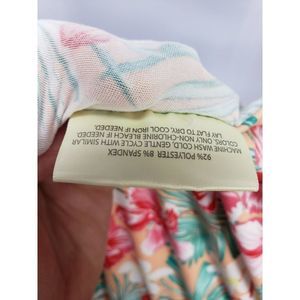 92% POLYESTER 8% SPANDEX
MACHINE WASH COLD, GENTLE CYCLE WITH SIMILAR
COLORS. NON-CHLORINE BLEACH IF NEEDED.
LAY FLAT TO DRY, COOL IRON IF NEEDED.